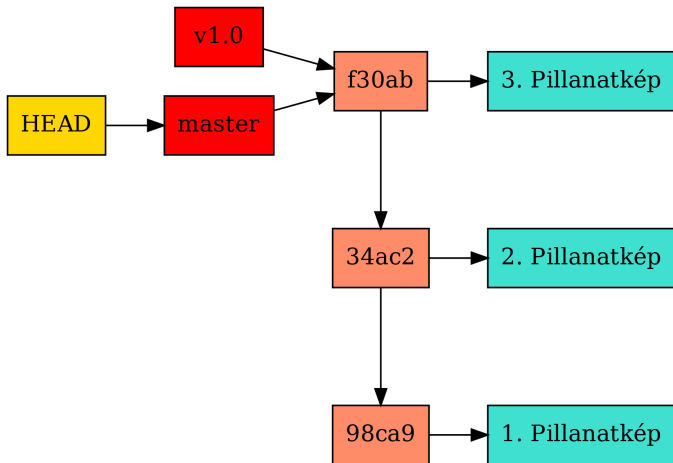 v1.0
f30ab
3. Pillanatkép
HEAD
master
34ac2
2. Pillanatkép
98ca9
1. Pillanatkép